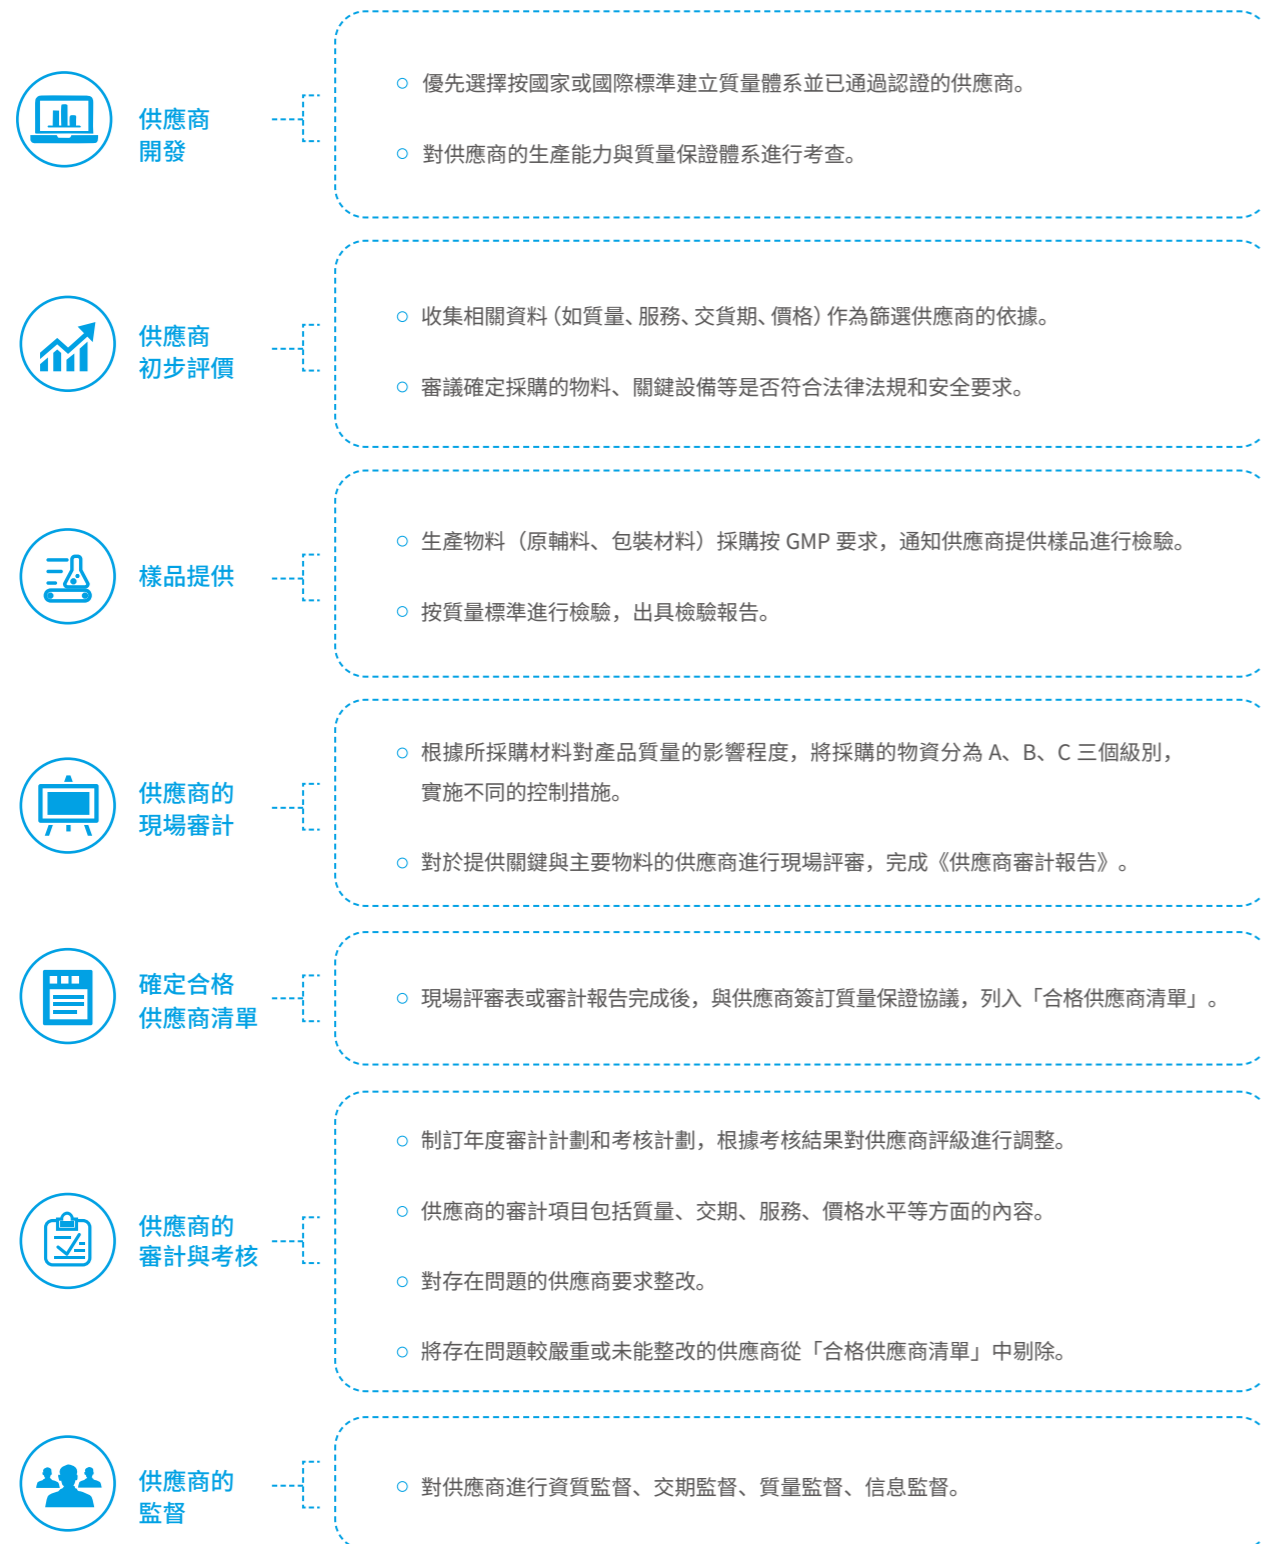 供應商
開發
優先選擇按國家或國際標準建立質量體系並已通過認證的供應商。
對供應商的生產能力與質量保證體系進行考查。
供應商
初步評價
收集相關資料（如質量、服務、交貨期、價格）作為篩選供應商的依據。
審議確定採購的物料、關鍵設備等是否符合法律法規和安全要求。
樣品提供
生產物料（原輔料、包裝材料）採購按 GMP 要求，通知供應商提供樣品進行檢驗。
按質量標準進行檢驗，出具檢驗報告。
供應商的
現場審計
根據所採購材料對產品質量的影響程度，將採購的物資分為 A、B、C 三個級別，
實施不同的控制措施。
對於提供關鍵與主要物料的供應商進行現場評審，完成《供應商審計報告》。
確定合格
供應商清單
現場評審表或審計報告完成後，與供應商簽訂質量保證協議，列入「合格供應商清單」。
供應商的
審計與考核
制訂年度審計計劃和考核計劃，根據考核結果對供應商評級進行調整。
供應商的審計項目包括質量、交期、服務、價格水平等方面的內容。
對存在問題的供應商要求整改。
將存在問題較嚴重或未能整改的供應商從「合格供應商清單」中剔除。
供應商的
監督
對供應商進行資質監督、交期監督、質量監督、信息監督。